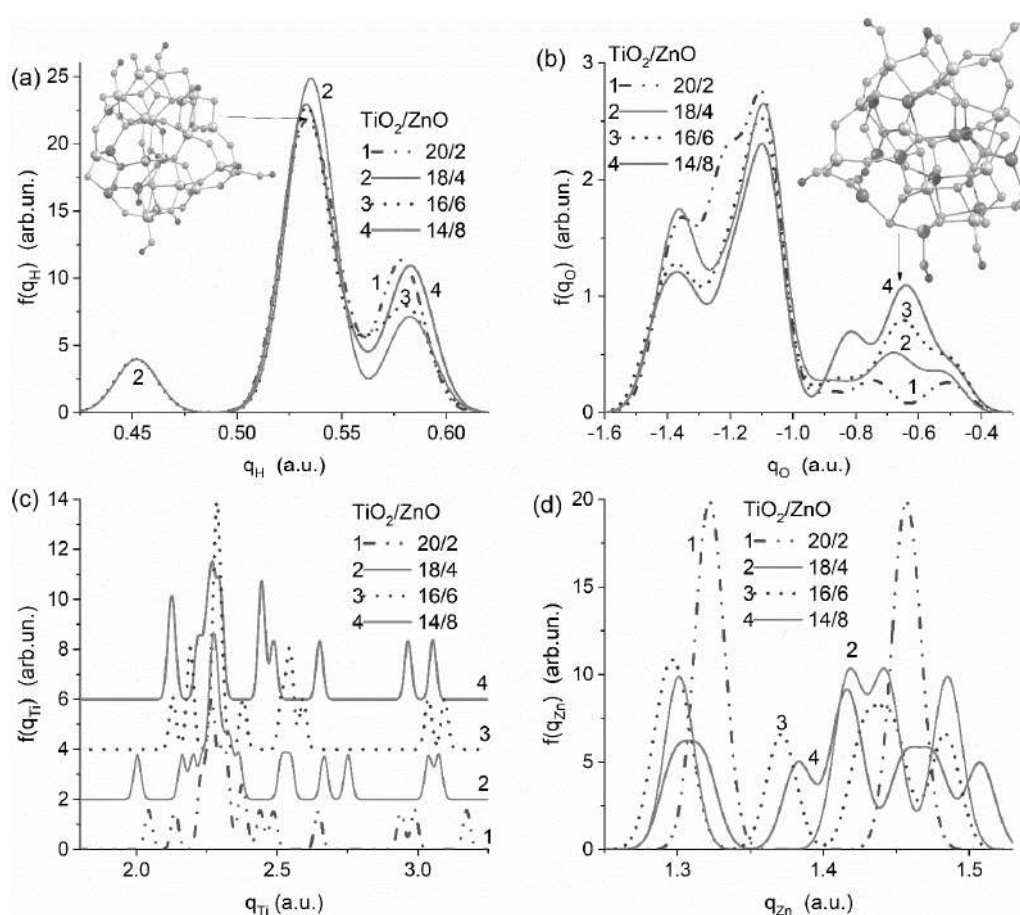 (a)
25
20
15
10
5
0
f(q_H) (arb.un.)
2
TiO₂/ZnO
1 20/2
2 18/4
3 16/6
4 14/8
1
3
4
2
0.45 0.50 0.55 0.60
q_H (a.u.)
(b)
TiO₂/ZnO
1 20/2
2 18/4
3 16/6
4 14/8
3
2
1
0
f(q_O) (arb.un.)
4
3
2
1
-1.6 -1.4 -1.2 -1.0 -0.8 -0.6 -0.4
q_O (a.u.)
(c)
14
12
10
8
6
4
2
0
f(q_Ti) (arb.un.)
TiO₂/ZnO
1 20/2
2 18/4
3 16/6
4 14/8
4
3
2
1
2.0 2.5 3.0
q_Ti (a.u.)
(d)
20
15
10
5
0
f(q_Zn) (arb.un.)
TiO₂/ZnO
1 20/2
2 18/4
3 16/6
4 14/8
1
2
3
4
1.3 1.4 1.5
q_Zn (a.u.)